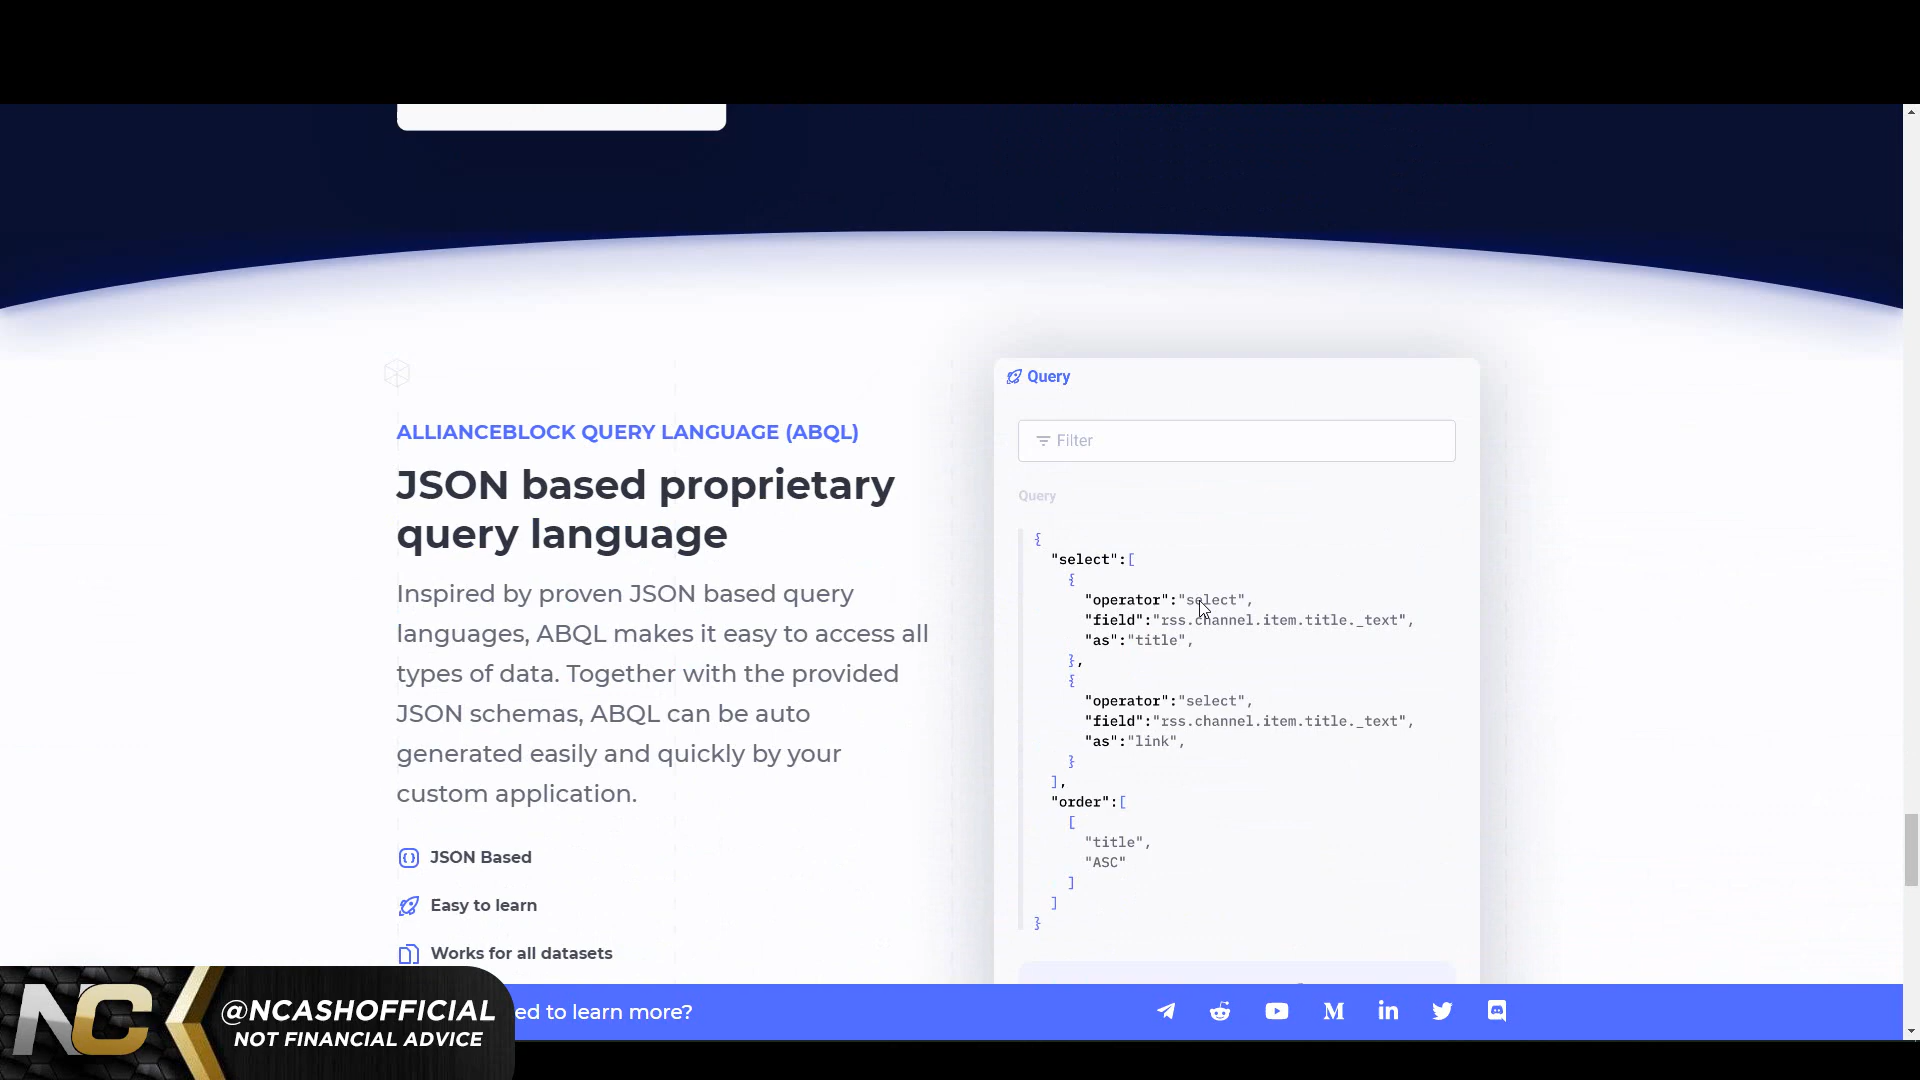 ALLIANCEBLOCK QUERY LANGUAGE (ABQL)
JSON based proprietary
query language
Inspired by proven JSON based query
languages, ABQL makes it easy to access all
types of data. Together with the provided
JSON schemas, ABQL can be auto
generated easily and quickly by your
custom application.
JSON Based
Easy to learn
Works for all datasets
Query
Filter
Query
{
"select":[
{
"operator":"select",
"field":"rss.channel.item.title._text",
"as":"title",
},
{
"operator":"select",
"field":"rss.channel.item.title._text",
"as":"link",
}
],
"order":[
[
"title",
"ASC"
]
]
}
ed to learn more?
NC
@NCASHOFFICIAL
NOT FINANCIAL ADVICE